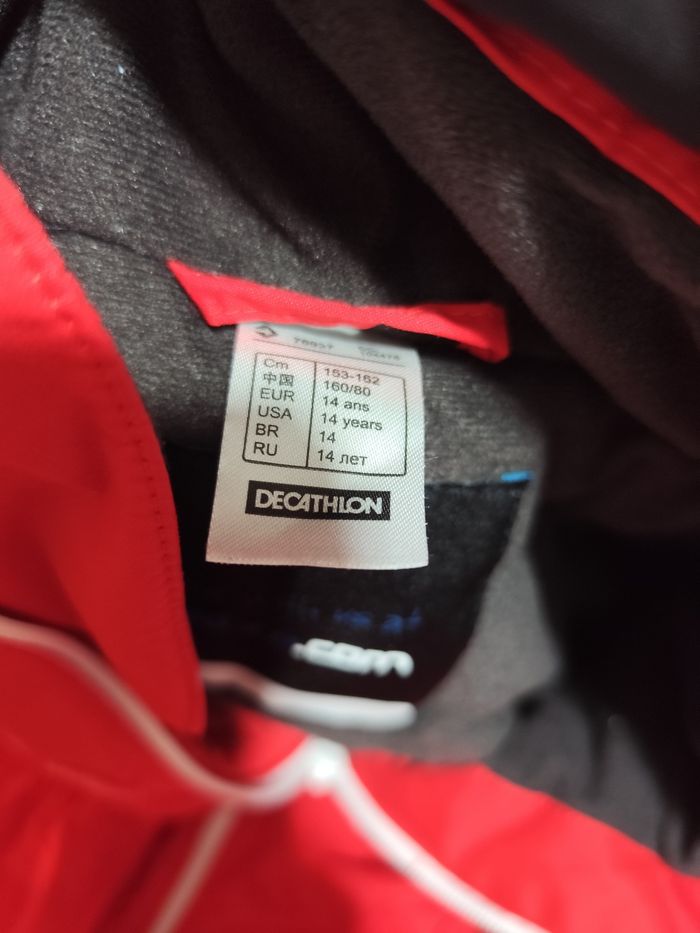 Cm 153-162
中国 160/80
EUR 14 ans
USA 14 years
BR 14
RU 14 лет
DECATHLON
.com